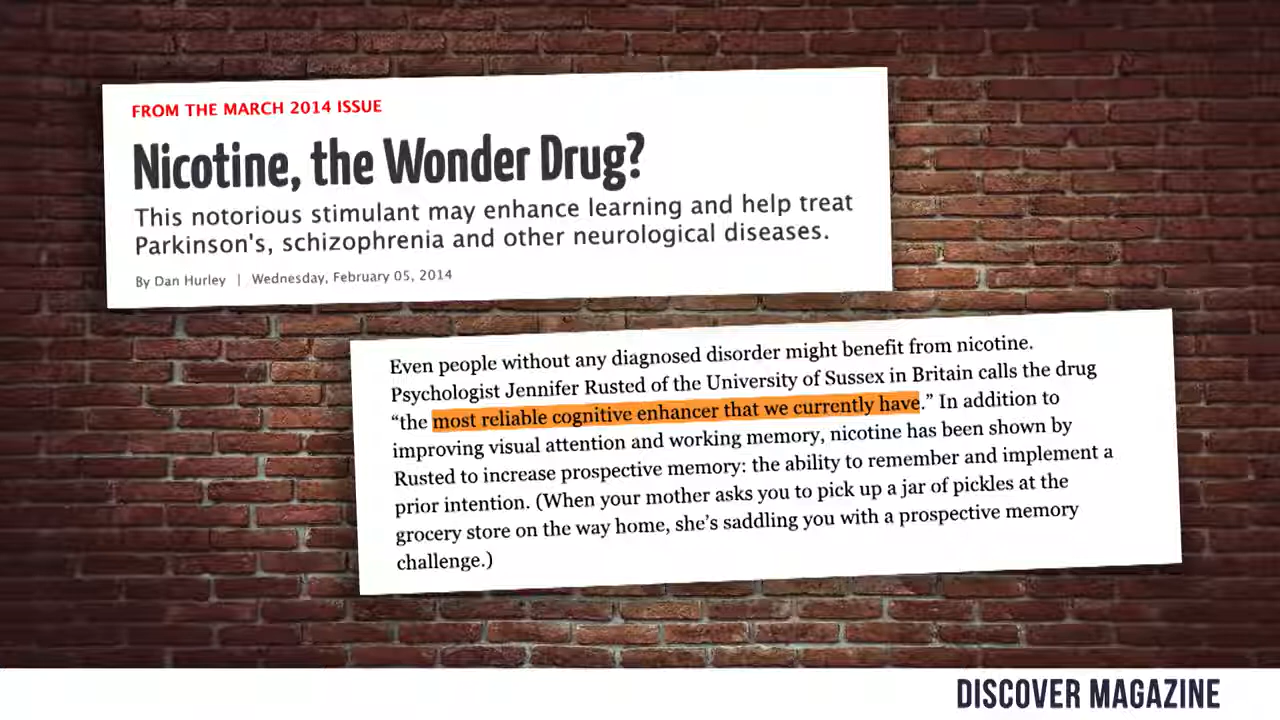 FROM THE MARCH 2014 ISSUE
Nicotine, the Wonder Drug?
This notorious stimulant may enhance learning and help treat
Parkinson's, schizophrenia and other neurological diseases.
By Dan Hurley | Wednesday, February 05, 2014
Even people without any diagnosed disorder might benefit from nicotine.
Psychologist Jennifer Rusted of the University of Sussex in Britain calls the drug
“the most reliable cognitive enhancer that we currently have.” In addition to
improving visual attention and working memory, nicotine has been shown by
Rusted to increase prospective memory: the ability to remember and implement a
prior intention. (When your mother asks you to pick up a jar of pickles at the
grocery store on the way home, she’s saddling you with a prospective memory
challenge.)
DISCOVER MAGAZINE